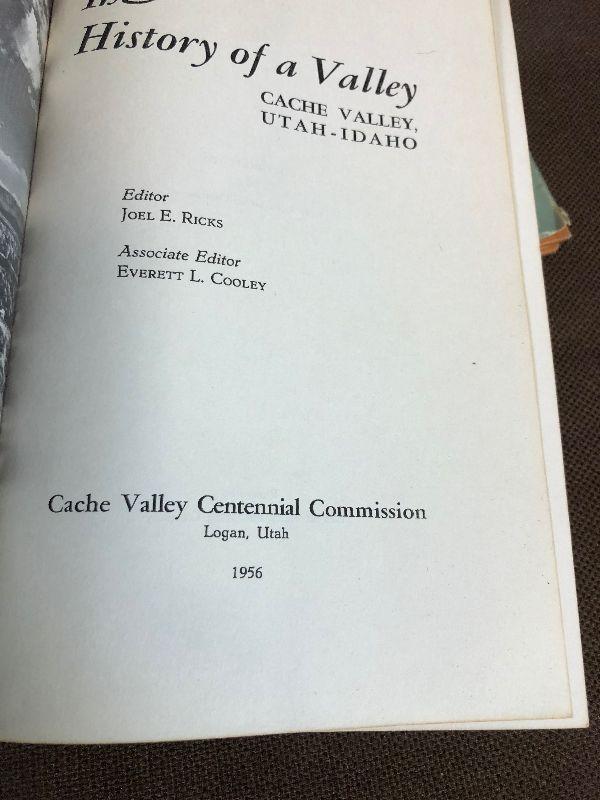 History of a Valley
CACHE VALLEY,
UTAH-IDAHO
Editor
JOEL E. RICKS
Associate Editor
EVERETT L. COOLEY
Cache Valley Centennial Commission
Logan, Utah
1956